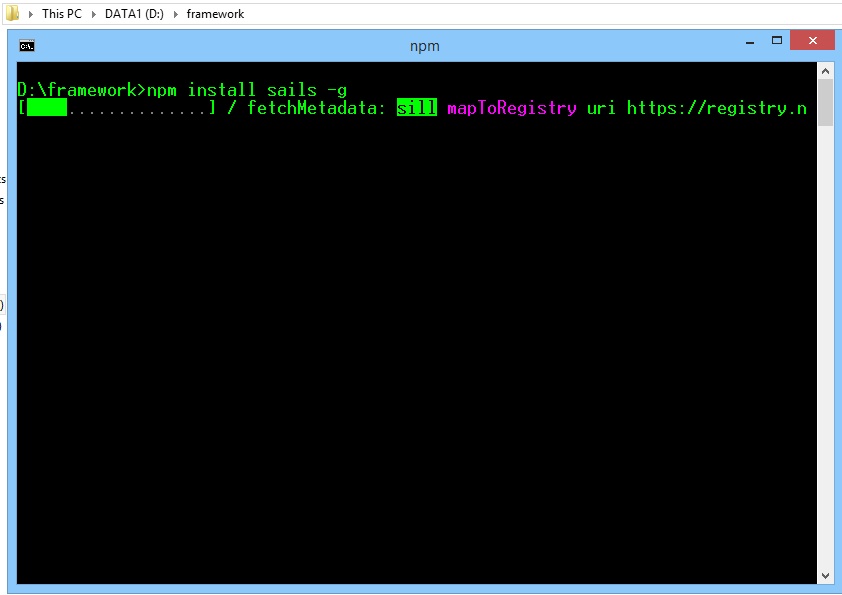 This PC DATA1 (D:) framework
npm
D:\framework>npm install sails -g
[ ..............] / fetchMetadata: sill mapToRegistry uri https://registry.n